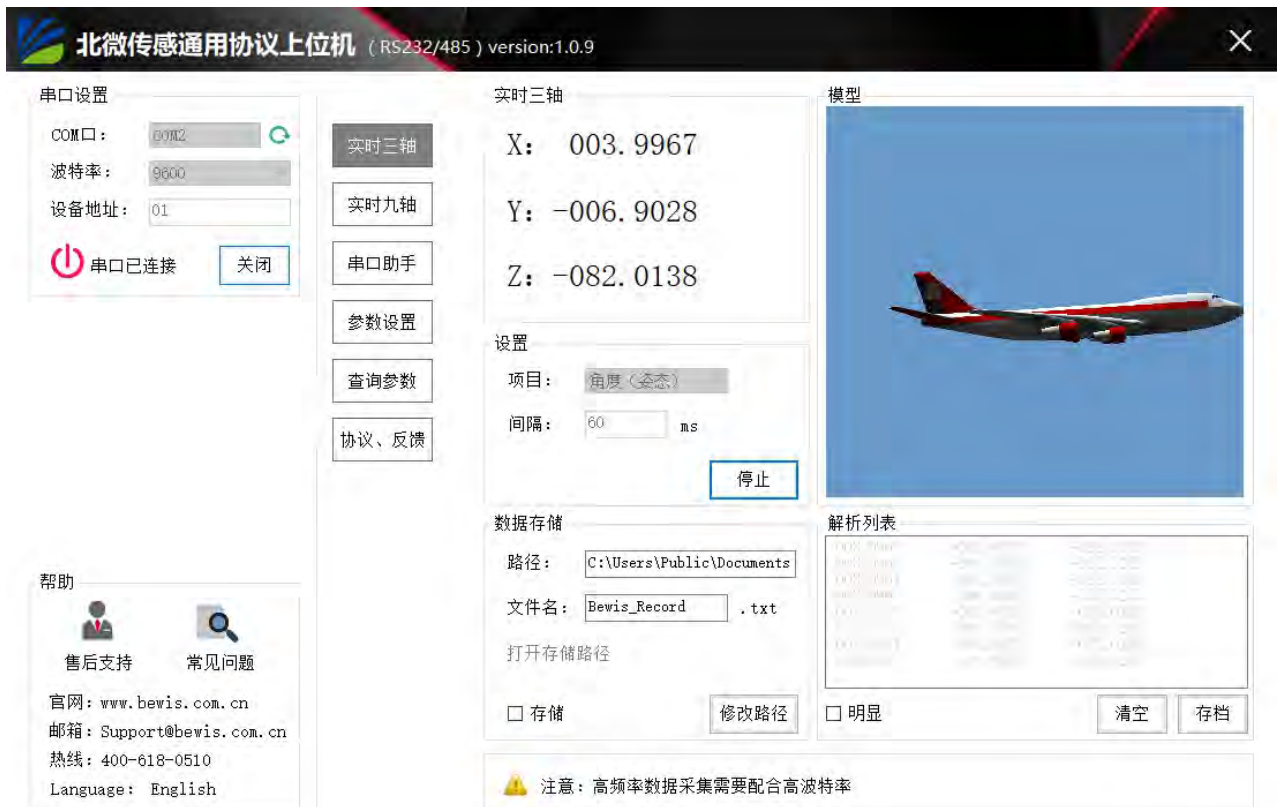 北微传感通用协议上位机 （RS232/485）version:1.0.9
串口设置
COM口： COM2
波特率： 9600
设备地址： 01
串口已连接 关闭
实时三轴
实时九轴
串口助手
参数设置
查询参数
协议、反馈
实时三轴
X： 003.9967
Y：-006.9028
Z：-082.0138
设置
项目： 角度（姿态）
间隔： 60 ms
停止
数据存储
路径： C:\Users\Public\Documents
文件名： Bewis_Record .txt
打开存储路径
存储 修改路径
模型
解析列表
明显 清空 存档
注意：高频率数据采集需要配合高波特率
帮助
售后支持 常见问题
官网：www.bewis.com.cn
邮箱：Support@bewis.com.cn
热线：400-618-0510
Language： English